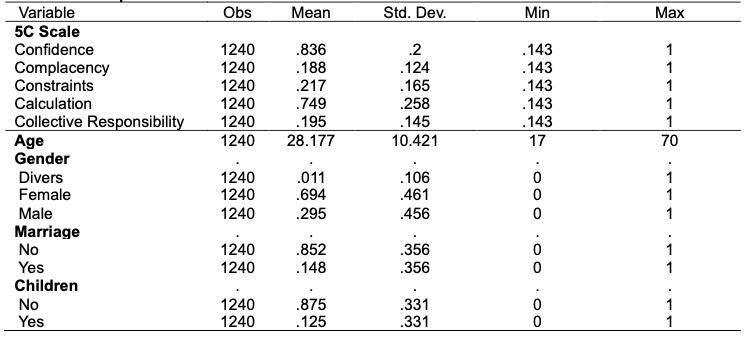 Variable Obs Mean Std. Dev. Min Max
5C Scale
Confidence 1240 .836 .2 .143 1
Complacency 1240 .188 .124 .143 1
Constraints 1240 .217 .165 .143 1
Calculation 1240 .749 .258 .143 1
Collective Responsibility 1240 .195 .145 .143 1
Age 1240 28.177 10.421 17 70
Gender . . . . .
Divers 1240 .011 .106 0 1
Female 1240 .694 .461 0 1
Male 1240 .295 .456 0 1
Marriage . . . . .
No 1240 .852 .356 0 1
Yes 1240 .148 .356 0 1
Children . . . . .
No 1240 .875 .331 0 1
Yes 1240 .125 .331 0 1